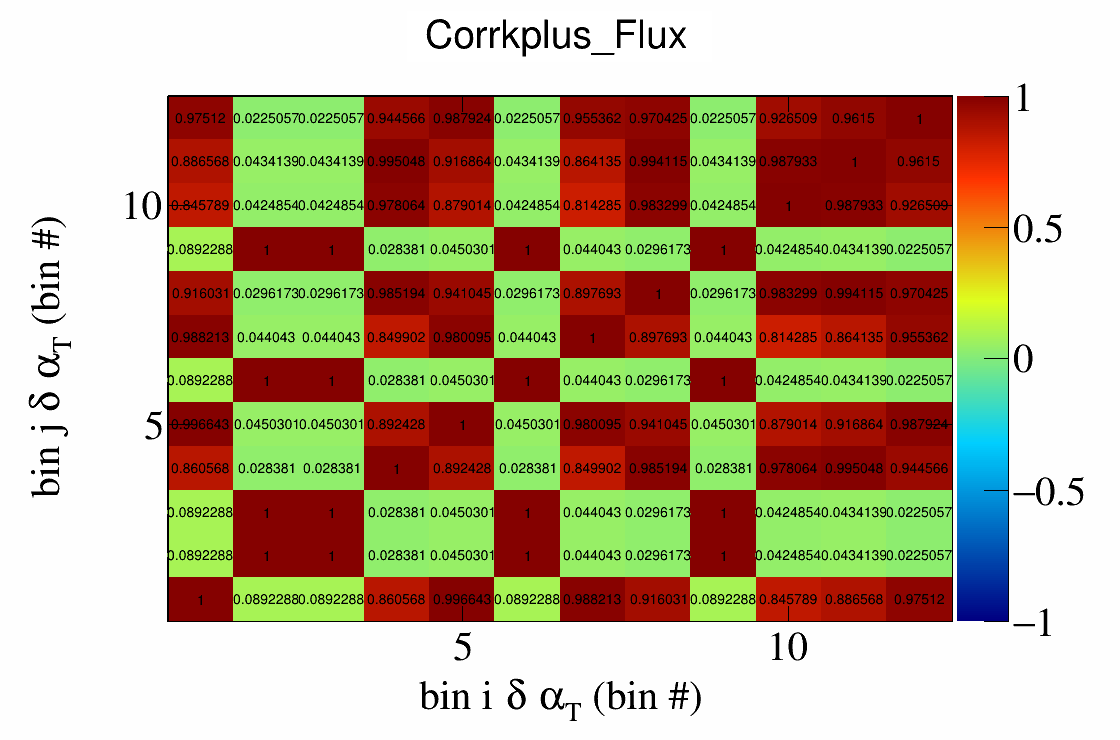 Corrkplus_Flux
0.97512 0.0225057 0.0225057 0.944566 0.987924 0.0225057 0.955362 0.970425 0.0225057 0.926509 0.9615 1
0.886568 0.0434139 0.0434139 0.995048 0.916864 0.0434139 0.864135 0.994115 0.0434139 0.987933 1 0.9615
0.845789 0.0424854 0.0424854 0.978064 0.879014 0.0424854 0.814285 0.983299 0.0424854 1 0.987933 0.926509
0.0892288 1 1 0.028381 0.0450301 1 0.044043 0.0296173 1 0.0424854 0.0434139 0.0225057
0.916031 0.0296173 0.0296173 0.985194 0.941045 0.0296173 0.897693 1 0.0296173 0.983299 0.994115 0.970425
0.988213 0.044043 0.044043 0.849902 0.980095 0.044043 1 0.897693 0.044043 0.814285 0.864135 0.955362
0.0892288 1 1 0.028381 0.0450301 1 0.044043 0.0296173 1 0.0424854 0.0434139 0.0225057
0.996643 0.0450301 0.0450301 0.892428 1 0.0450301 0.980095 0.941045 0.0450301 0.879014 0.916864 0.987924
0.860568 0.028381 0.028381 1 0.892428 0.028381 0.849902 0.985194 0.028381 0.978064 0.995048 0.944566
0.0892288 1 1 0.028381 0.0450301 1 0.044043 0.0296173 1 0.0424854 0.0434139 0.0225057
0.0892288 1 1 0.028381 0.0450301 1 0.044043 0.0296173 1 0.0424854 0.0434139 0.0225057
1 0.0892288 0.0892288 0.860568 0.996643 0.0892288 0.988213 0.916031 0.0892288 0.845789 0.886568 0.97512
10
5
bin j δ αT (bin #)
5 10
bin i δ αT (bin #)
1
0.5
0
−0.5
−1